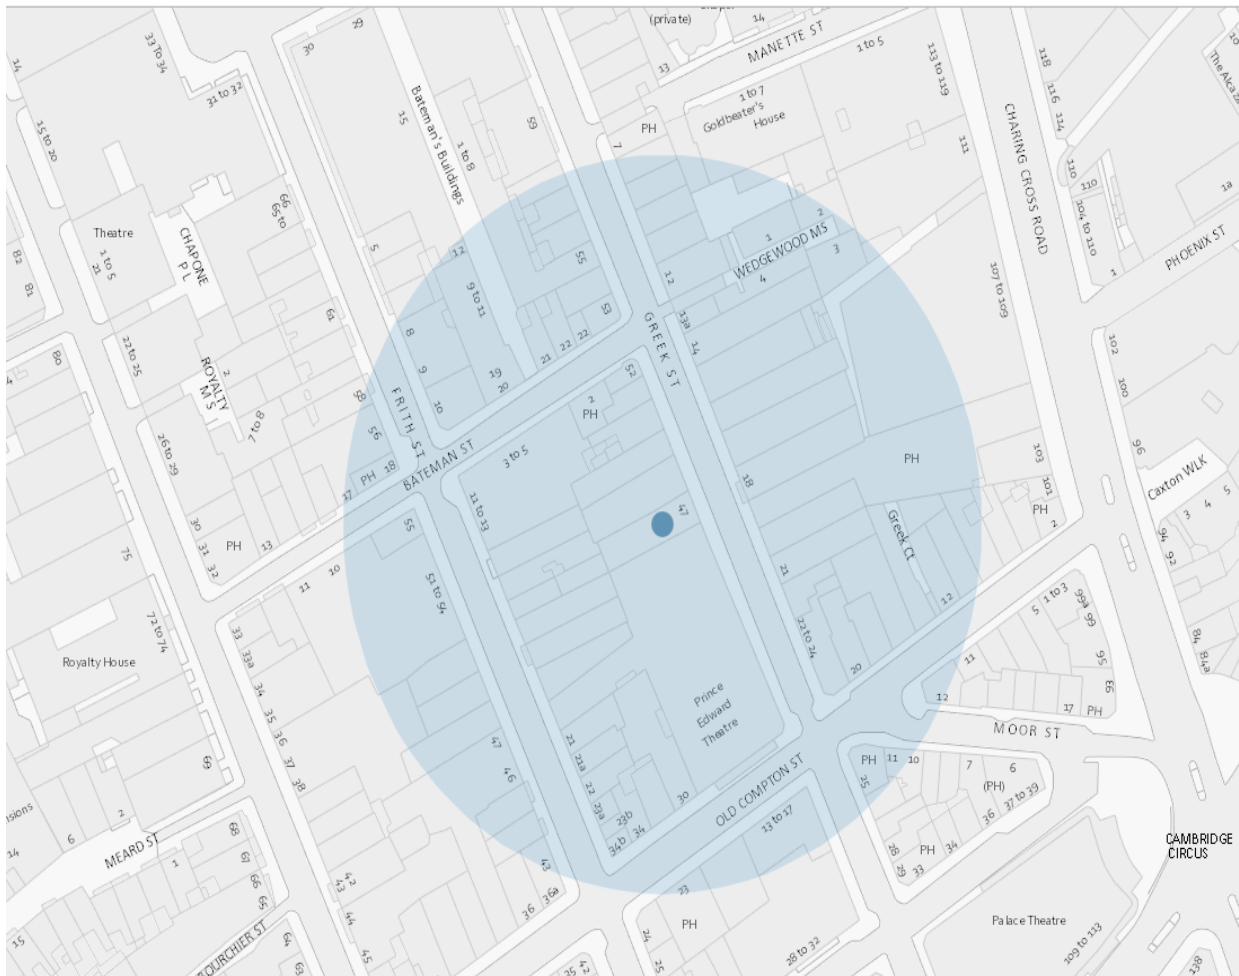 (private)
14
MANETTE ST
13
1 to 5
113 to 119
118
116
114
The Alcaza
33 To 34
31 to 32
30
29
14
15 to 20
15
Bateman's Buildings
1 to 8
59
PH
7
1 to 7
Goldbeater's
House
CHARING CROSS ROAD
111
110
110
104 to 110
1
1a
PHOENIX ST
66
65 to
Theatre
1 to 5
21
CHAPONE
PL
82
81
5
12
9 to 11
55
53
12
1
2
WEDGEWOOD MS
3
4
107 to 109
61
22 to 25
80
ROYALTY
MS
2
7 to 8
8
9
10
19
20
21
22
22
GREEK ST
13a
14
102
100
96
58
56
FRITH ST
BATEMAN ST
52
2
PH
3 to 5
26 to 29
PH
18
17
PH
103
101
PH
2
Caxton WLK
3
4
5
30
31
32
PH
13
11 to 13
18
47
Greek Ct
94
92
75
55
11
10
51 to 54
21
12
1 to 3
5
99a
99
95
93
84
84a
72 to 74
Royalty House
33
33a
34
35
36
37
38
22 to 24
20
11
12
17
PH
MOOR ST
Prince
Edward
Theatre
69
47
46
21
21a
22
23a
23b
34b
34
30
OLD COMPTON ST
13 to 17
PH
25
11
10
7
6
(PH)
37 to 39
36
28
29
33
PH
34
CAMBRIDGE
CIRCUS
nsions
14
6
2
MEARD ST
1
68
67
66
65
43
42
44
45
43
36
36a
23
PH
24
25
28 to 32
Palace Theatre
109 to 113
15
OURCHIER ST
64
63
35
42
138